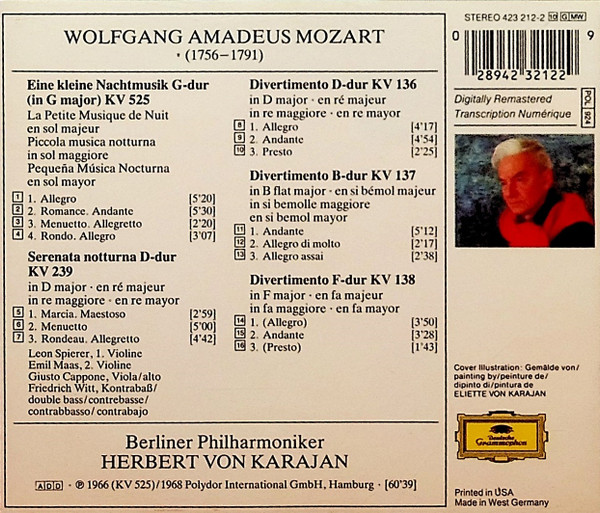 WOLFGANG AMADEUS MOZART
(1756–1791)
Eine kleine Nachtmusik G-dur
(in G major) KV 525
La Petite Musique de Nuit
en sol majeur
Piccola musica notturna
in sol maggiore
Pequeña Música Nocturna
en sol mayor
1 1. Allegro [5'20]
2 2. Romance. Andante [5'30]
3 3. Menuetto. Allegretto [2'20]
4 4. Rondo. Allegro [3'07]
Serenata notturna D-dur
KV 239
in D major · en ré majeur
in re maggiore · en re mayor
5 1. Marcia. Maestoso [2'59]
6 2. Menuetto [5'00]
7 3. Rondeau. Allegretto [4'42]
Leon Spierer, 1. Violine
Emil Maas, 2. Violine
Giusto Cappone, Viola/alto
Friedrich Witt, Kontrabaß/
double bass/contrebasse/
contrabbasso/contrabajo
Divertimento D-dur KV 136
in D major · en ré majeur
in re maggiore · en re mayor
8 1. Allegro [4'17]
9 2. Andante [4'54]
10 3. Presto [2'25]
Divertimento B-dur KV 137
in B flat major · en si bémol majeur
in si bemolle maggiore
en si bemol mayor
11 1. Andante [5'12]
12 2. Allegro di molto [2'17]
13 3. Allegro assai [2'38]
Divertimento F-dur KV 138
in F major · en fa majeur
in fa maggiore · en fa mayor
14 1. (Allegro) [3'50]
15 2. Andante [3'28]
16 3. (Presto) [1'43]
Berliner Philharmoniker
HERBERT VON KARAJAN
ADD · ℗ 1966 (KV 525)/1968 Polydor International GmbH, Hamburg · [60'39]
STEREO 423 212-2 10 G MW
0 28942 32122 9
POL 924
Digitally Remastered
Transcription Numérique
Cover Illustration: Gemälde von/
painting by/peinture de/
dipinto di/pintura de
ELIETTE VON KARAJAN
Deutsche
Grammophon
Printed in USA
Made in West Germany